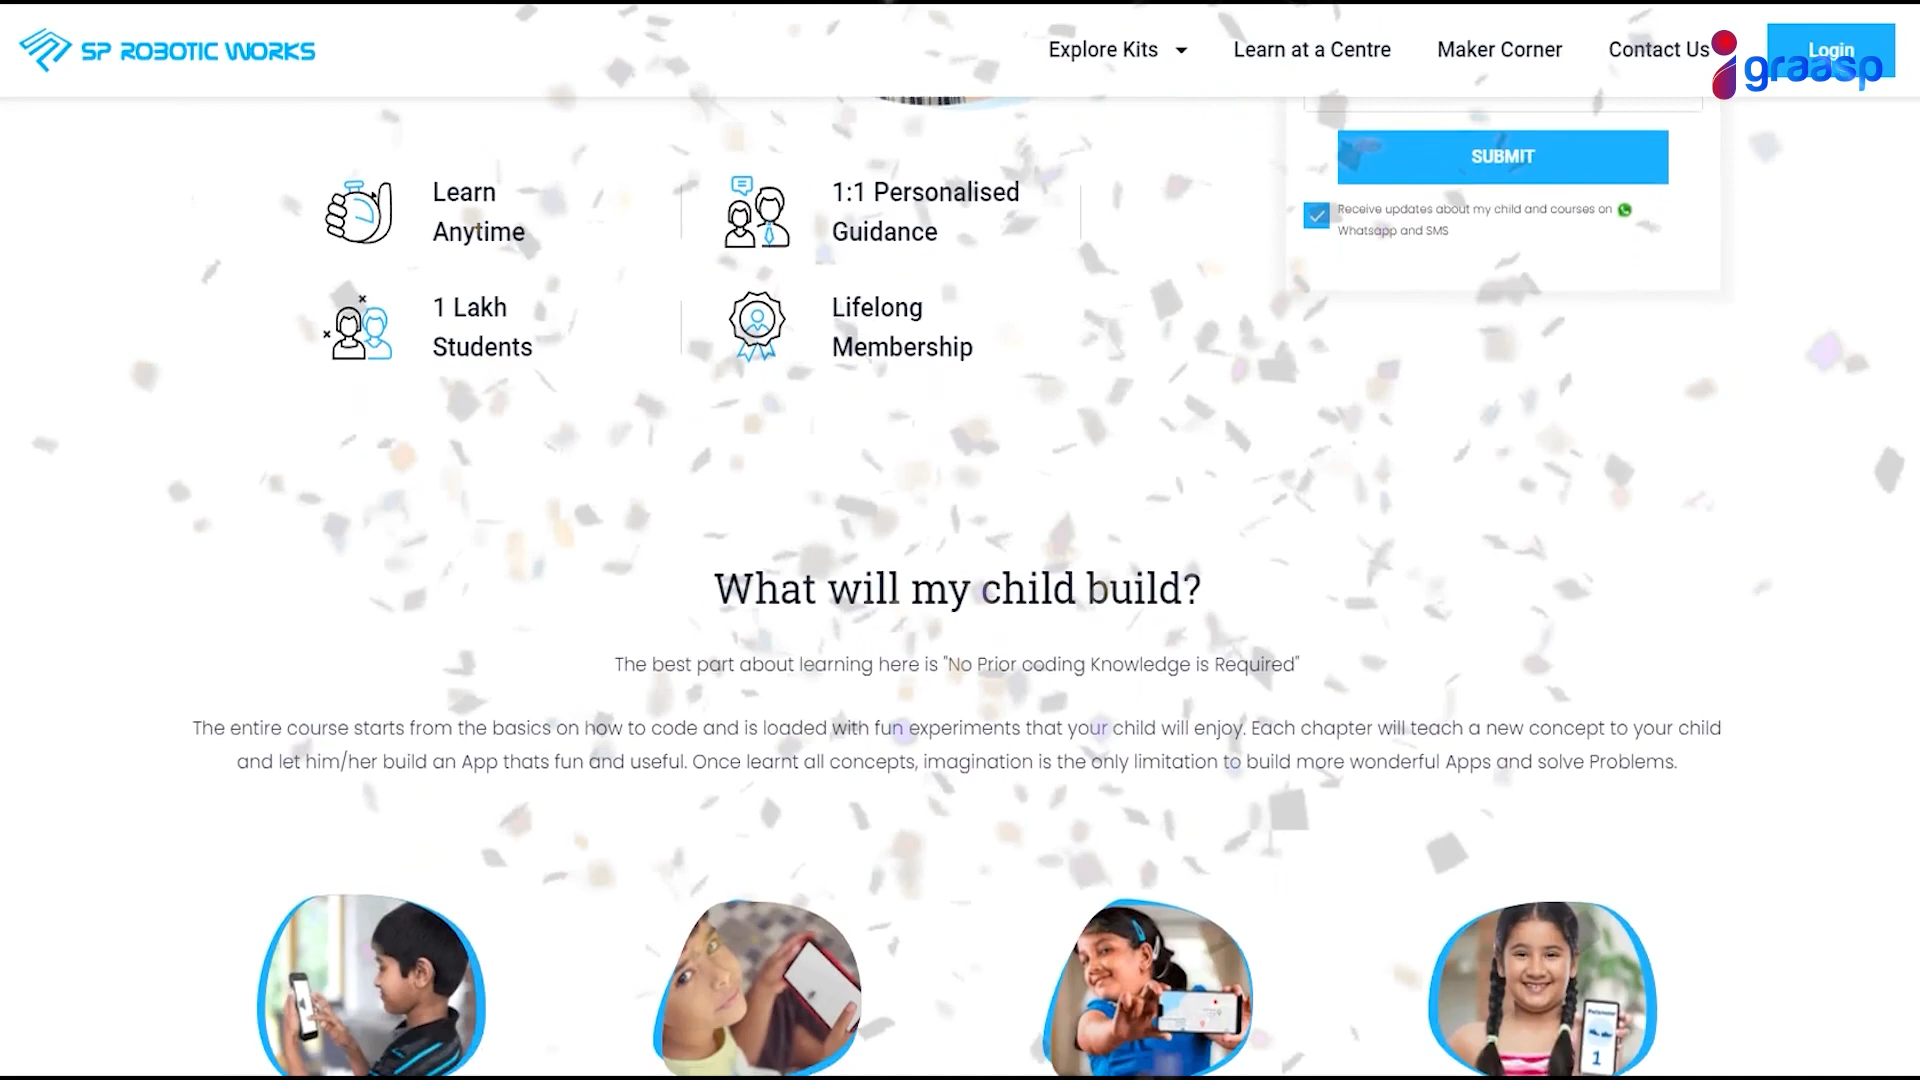 SP ROBOTIC WORKS
Explore Kits
Learn at a Centre
Maker Corner
Contact Us
Login
graasp
SUBMIT
Receive updates about my child and courses on
Whatsapp and SMS
Learn
Anytime
1:1 Personalised
Guidance
1 Lakh
Students
Lifelong
Membership
What will my child build?
The best part about learning here is "No Prior coding Knowledge is Required"
The entire course starts from the basics on how to code and is loaded with fun experiments that your child will enjoy. Each chapter will teach a new concept to your child
and let him/her build an App thats fun and useful. Once learnt all concepts, imagination is the only limitation to build more wonderful Apps and solve Problems.
1